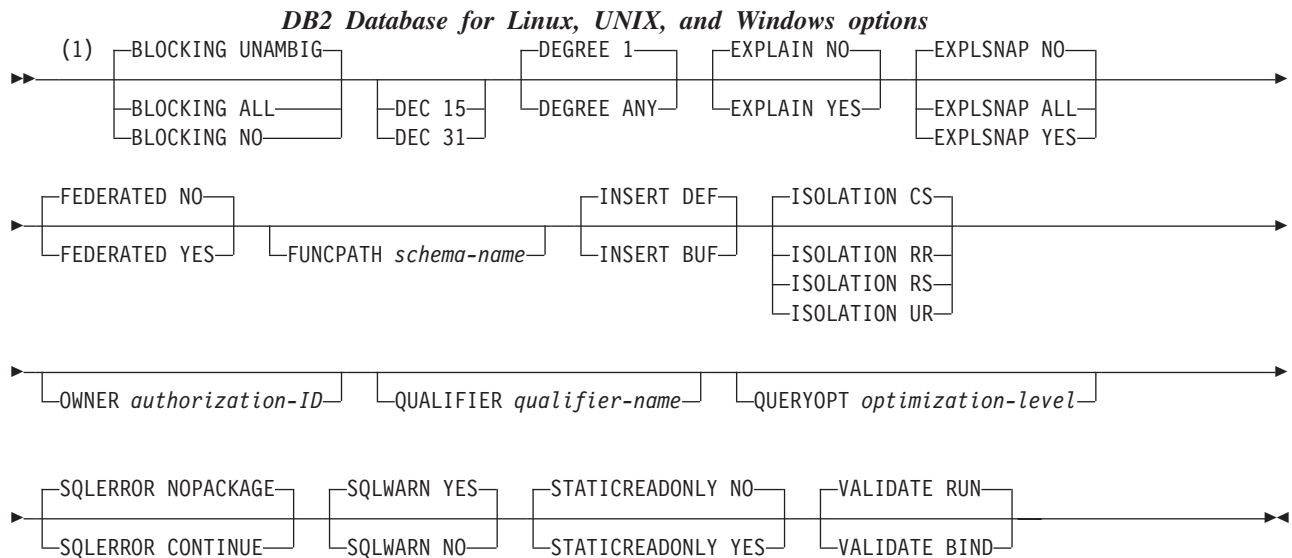 DB2 Database for Linux, UNIX, and Windows options
(1) BLOCKING UNAMBIG DEGREE 1 EXPLAIN NO EXPLSNAP NO
BLOCKING ALL DEC 15 DEGREE ANY EXPLAIN YES EXPLSNAP ALL
BLOCKING NO DEC 31 EXPLSNAP YES
FEDERATED NO INSERT DEF ISOLATION CS
FEDERATED YES FUNCPATH schema-name INSERT BUF ISOLATION RR
ISOLATION RS
ISOLATION UR
OWNER authorization-ID QUALIFIER qualifier-name QUERYOPT optimization-level
SQLERROR NOPACKAGE SQLWARN YES STATICREADONLY NO VALIDATE RUN
SQLERROR CONTINUE SQLWARN NO STATICREADONLY YES VALIDATE BIND